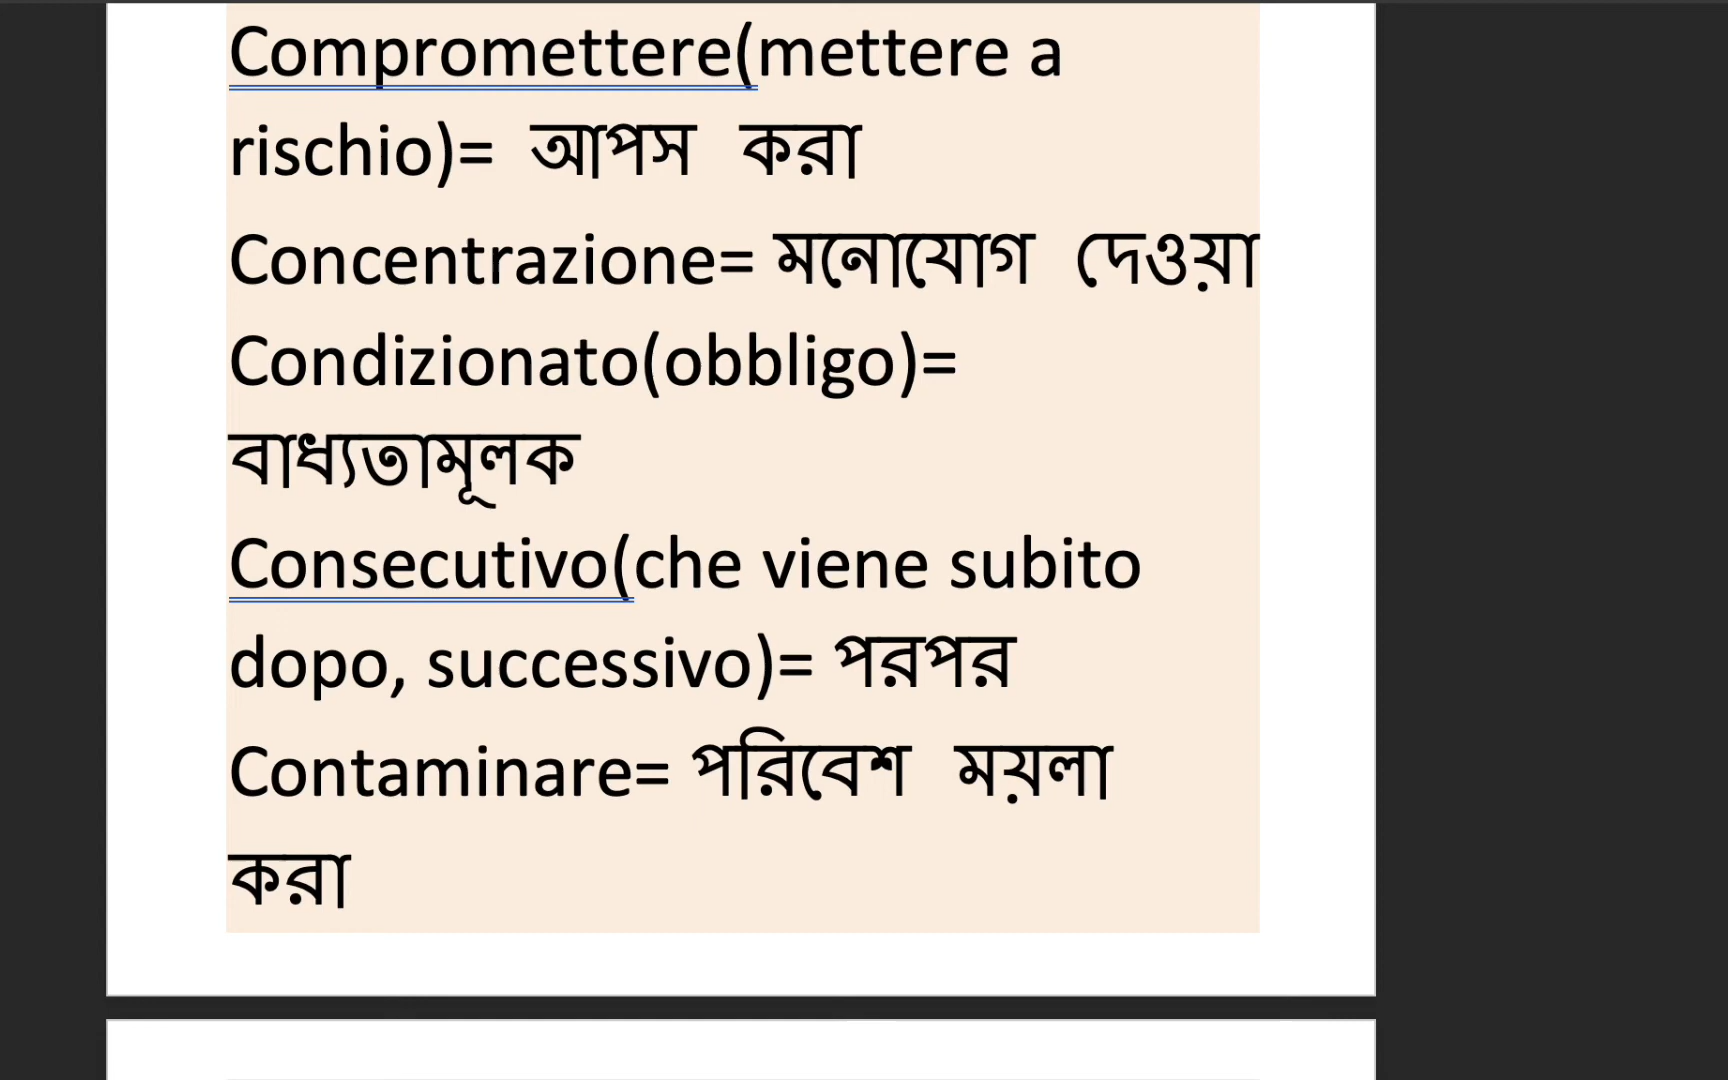 Compromettere(mettere a
rischio)= আপস করা
Concentrazione= মনোযোগ দেওয়া
Condizionato(obbligo)=
বাধ্যতামূলক
Consecutivo(che viene subito
dopo, successivo)= পরপর
Contaminare= পরিবেশ ময়লা
করা